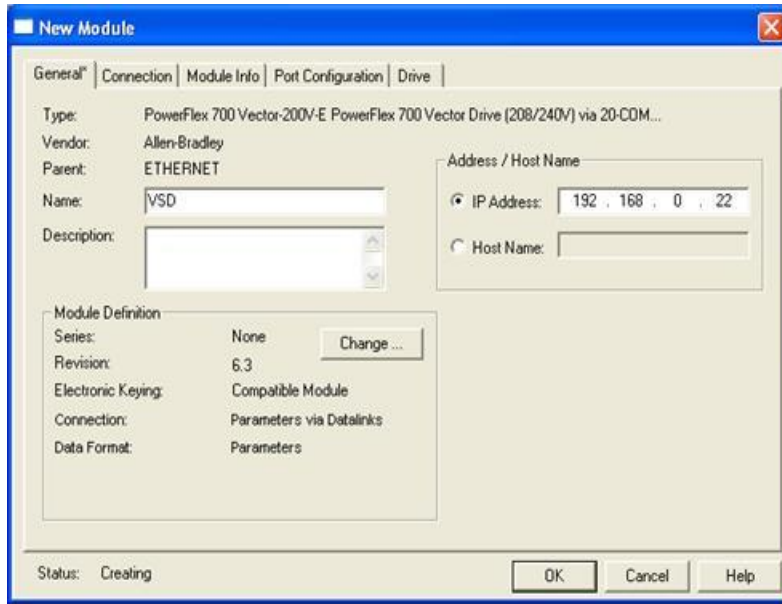 New Module
General* Connection Module Info Port Configuration Drive
Type: PowerFlex 700 Vector-200V-E PowerFlex 700 Vector Drive (208/240V) via 20-COM...
Vendor: Allen-Bradley
Parent: ETHERNET
Name: VSD
Description:
Address / Host Name
IP Address: 192 . 168 . 0 . 22
Host Name:
Module Definition
Series: None
Change ...
Revision: 6.3
Electronic Keying: Compatible Module
Connection: Parameters via Datalinks
Data Format: Parameters
Status: Creating
OK Cancel Help